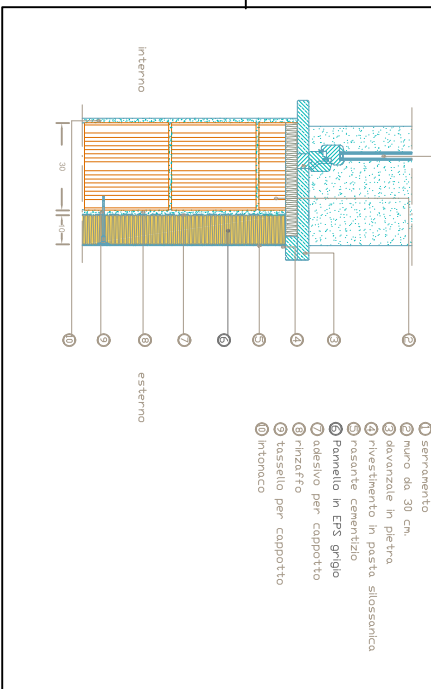 interno
30
10
10
9
8
7
6
5
4
3
2
esterno
1 serramento
2 muro da 30 cm.
3 davanzale in pietra
4 rivestimento in pasta silossanica
5 rasante cementizio
6 Pannello in EPS grigio
7 adesivo per cappotto
8 rinzaffo
9 tassello per cappotto
10 intonaco